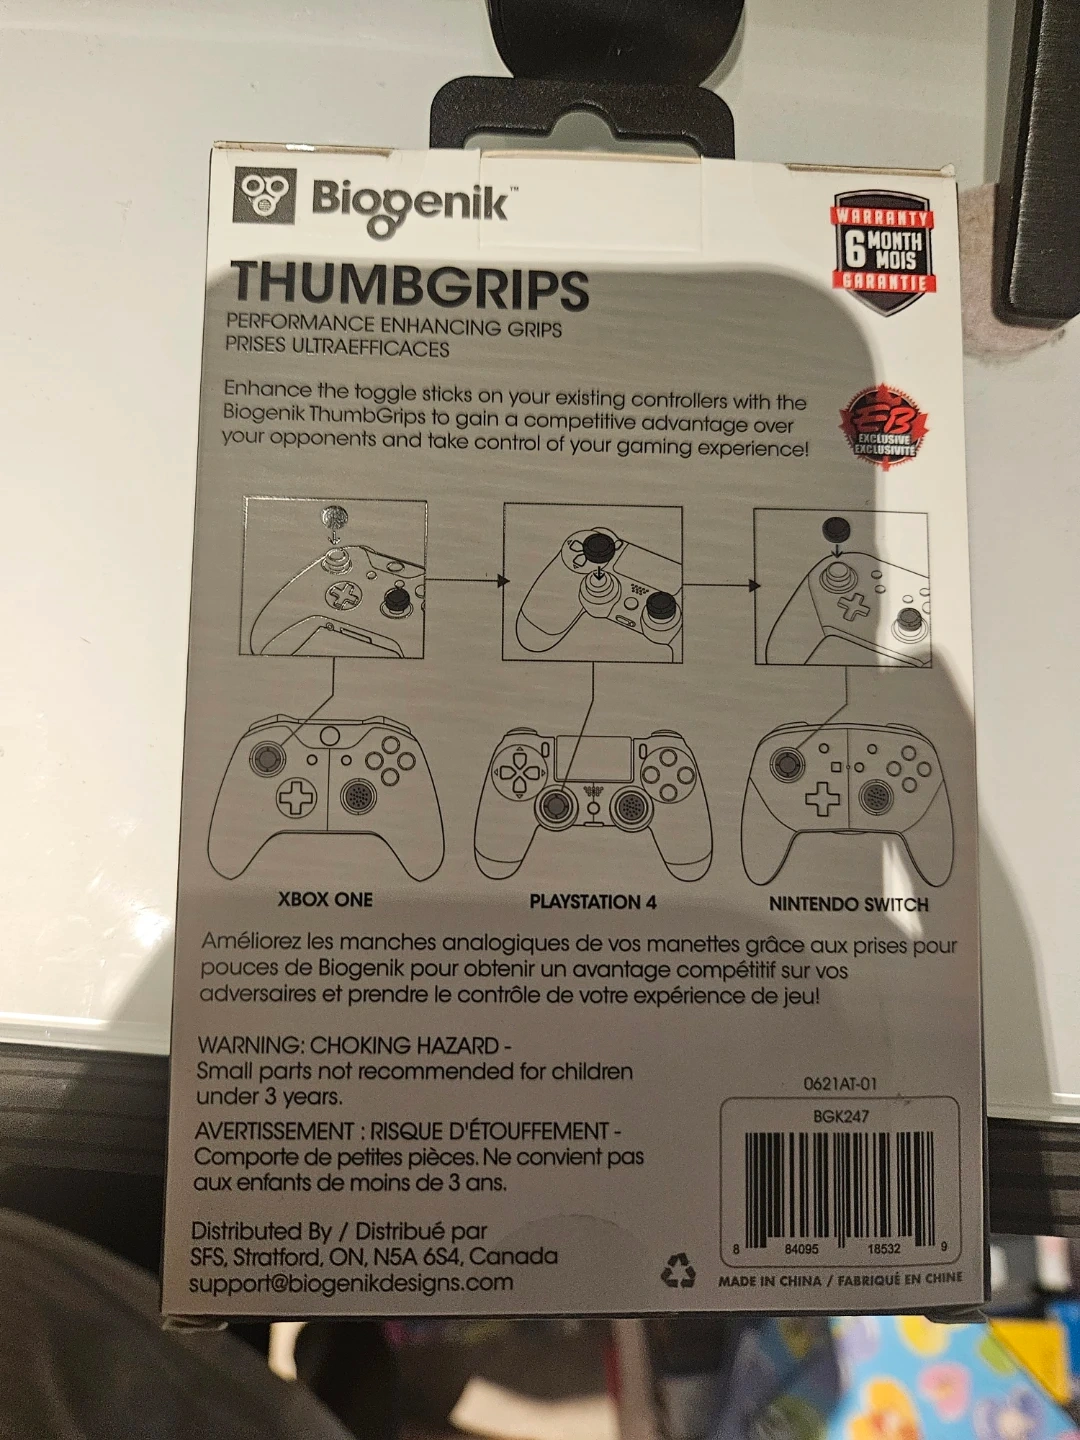 Biogenik™
WARRANTY
6 MONTH
MOIS
GARANTIE
THUMBGRIPS
PERFORMANCE ENHANCING GRIPS
PRISES ULTRAEFFICACES
Enhance the toggle sticks on your existing controllers with the
Biogenik ThumbGrips to gain a competitive advantage over
your opponents and take control of your gaming experience!
EB
EXCLUSIVE
EXCLUSIVITÉ
XBOX ONE
PLAYSTATION 4
NINTENDO SWITCH
Améliorez les manches analogiques de vos manettes grâce aux prises pour
pouces de Biogenik pour obtenir un avantage compétitif sur vos
adversaires et prendre le contrôle de votre expérience de jeu!
WARNING: CHOKING HAZARD -
Small parts not recommended for children
under 3 years.
AVERTISSEMENT : RISQUE D'ÉTOUFFEMENT -
Comporte de petites pièces. Ne convient pas
aux enfants de moins de 3 ans.
Distributed By / Distribué par
SFS, Stratford, ON, N5A 6S4, Canada
support@biogenikdesigns.com
0621AT-01
BGK247
8 84095 18532 9
MADE IN CHINA / FABRIQUÉ EN CHINE